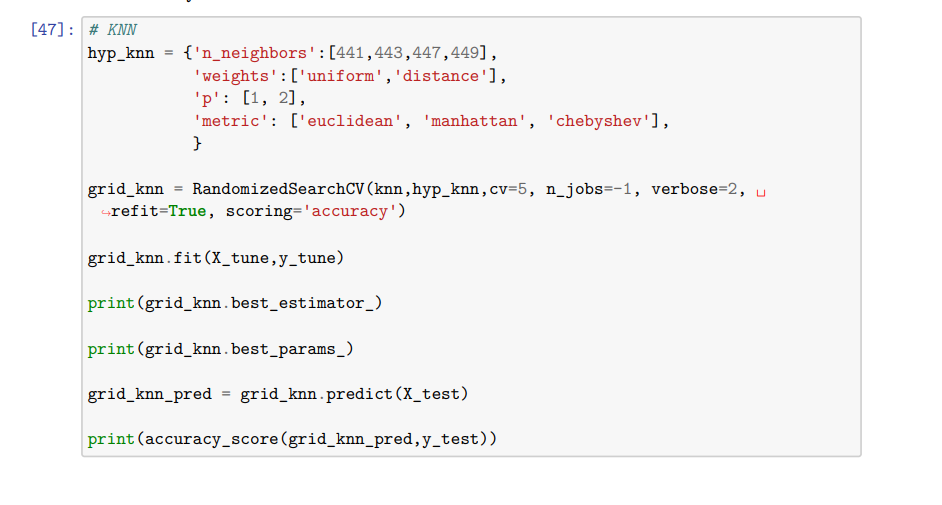 [47]: # KNN
hyp_knn = {'n_neighbors':[441,443,447,449],
'weights':['uniform','distance'],
'p': [1, 2],
'metric': ['euclidean', 'manhattan', 'chebyshev'],
}
grid_knn = RandomizedSearchCV(knn,hyp_knn,cv=5, n_jobs=-1, verbose=2, ␣
↪refit=True, scoring='accuracy')
grid_knn.fit(X_tune,y_tune)
print(grid_knn.best_estimator_)
print(grid_knn.best_params_)
grid_knn_pred = grid_knn.predict(X_test)
print(accuracy_score(grid_knn_pred,y_test))